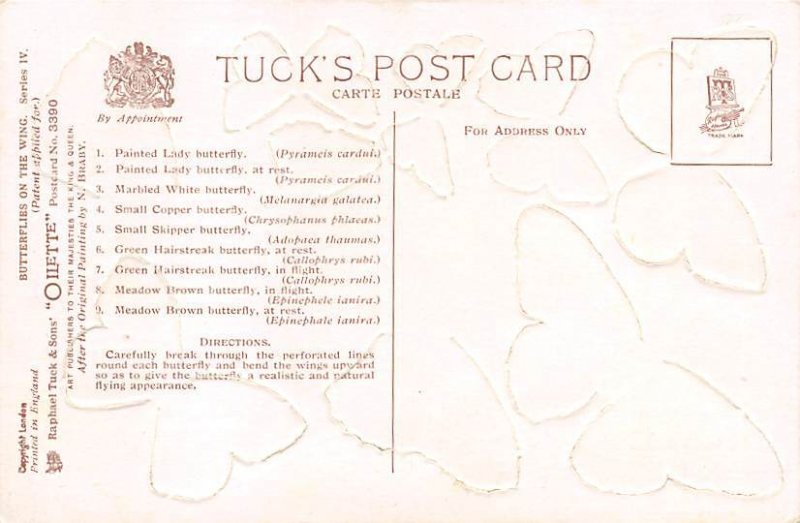 TUCK'S POST CARD
CARTE POSTALE
By Appointment
FOR ADDRESS ONLY
TRADE MARK
1. Painted Lady butterfly. (Pyrameis cardui.)
2. Painted Lady butterfly, at rest.
(Pyrameis cardui.)
3. Marbled White butterfly.
(Melanargia galatea.)
4. Small Copper butterfly.
(Chrysophanus phlaeas.)
5. Small Skipper butterfly.
(Adopaea thaumas.)
6. Green Hairstreak butterfly, at rest.
(Callophrys rubi.)
7. Green Hairstreak butterfly, in flight.
(Callophrys rubi.)
8. Meadow Brown butterfly, in flight.
(Epinephele ianira.)
9. Meadow Brown butterfly, at rest.
(Epinephale ianira.)
DIRECTIONS.
Carefully break through the perforated lines
round each butterfly and bend the wings upward
so as to give the butterfly a realistic and natural
flying appearance.
BUTTERFLIES ON THE WING. Series IV.
(Patent applied for.)
Raphael Tuck & Sons' "OILETTE" Postcard No. 3390
ART PUBLISHERS TO THEIR MAJESTIES THE KING & QUEEN.
After the Original Painting by N. BRABY.
Copyright London
Printed in England